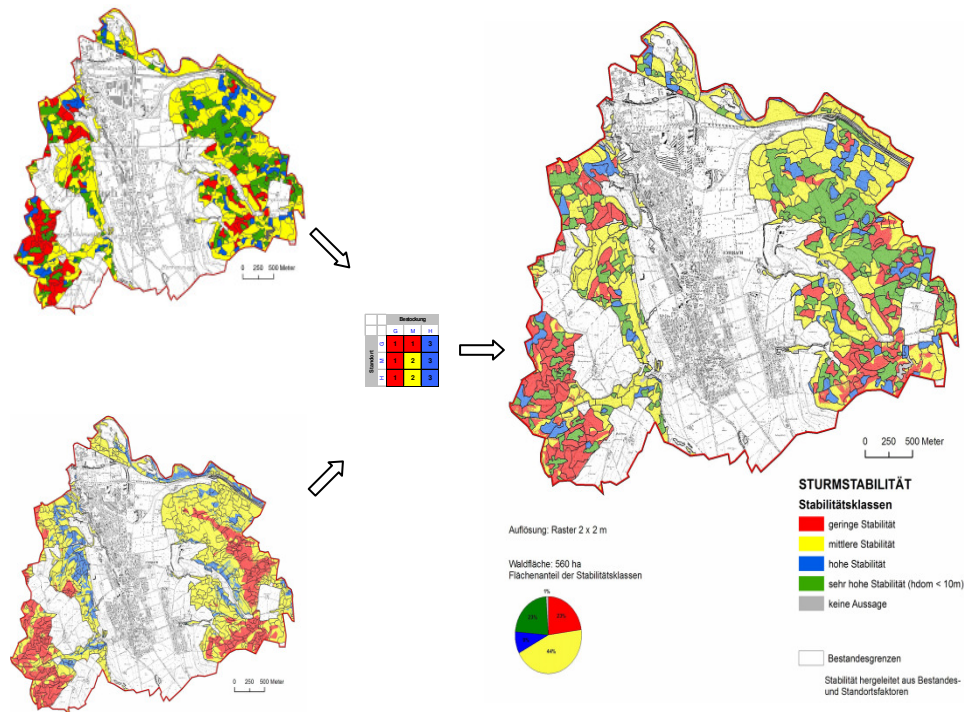 0 250 500 Meter
Bestockung
G M H
Standort
G 1 1 3
M 1 2 3
H 1 2 3
0 250 500 Meter
0 250 500 Meter
STURMSTABILITÄT
Stabilitätsklassen
geringe Stabilität
mittlere Stabilität
hohe Stabilität
sehr hohe Stabilität (hdom < 10m)
keine Aussage
Auflösung: Raster 2 x 2 m
Waldfläche: 560 ha
Flächenanteil der Stabilitätsklassen
1%
44%
Bestandesgrenzen
Stabilität hergeleitet aus Bestandes-
und Standortsfaktoren